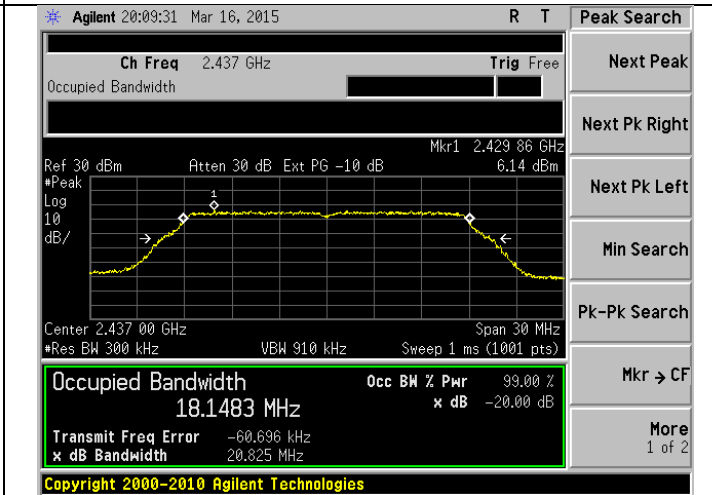 Agilent 20:09:31 Mar 16, 2015 R T
Peak Search
Ch Freq 2.437 GHz Trig Free
Occupied Bandwidth
Next Peak
Next Pk Right
Mkr1 2.429 86 GHz
Ref 30 dBm Atten 30 dB Ext PG -10 dB 6.14 dBm
#Peak
Log
10
dB/
1
Next Pk Left
Min Search
Pk-Pk Search
Center 2.437 00 GHz Span 30 MHz
#Res BW 300 kHz VBW 910 kHz Sweep 1 ms (1001 pts)
Occupied Bandwidth Occ BW % Pwr 99.00 %
18.1483 MHz x dB -20.00 dB
Mkr → CF
Transmit Freq Error -60.696 kHz
x dB Bandwidth 20.825 MHz
More
1 of 2
Copyright 2000-2010 Agilent Technologies